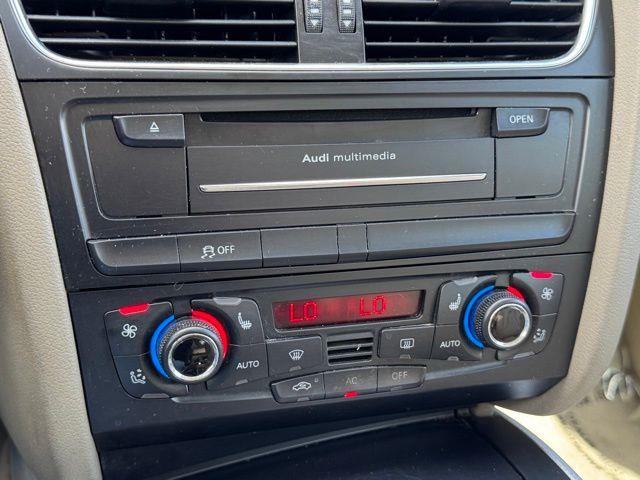 OPEN
Audi multimedia
OFF
LO LO
AUTO
AUTO
AC
OFF